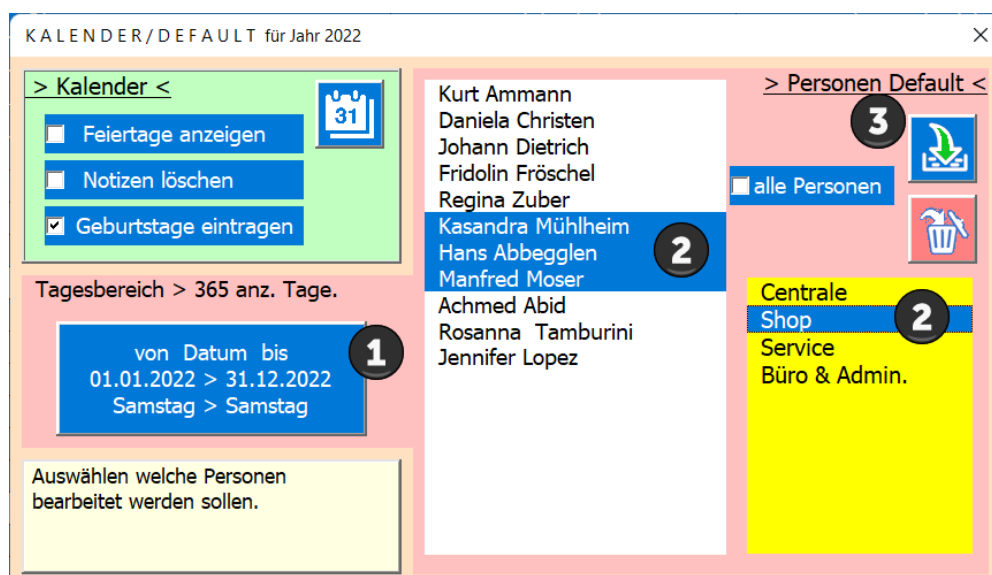 KALENDER/DEFAULT für Jahr 2022
> Kalender <
31
Feiertage anzeigen
Notizen löschen
Geburtstage eintragen
Tagesbereich > 365 anz. Tage.
von Datum bis
01.01.2022 > 31.12.2022
Samstag > Samstag
1
Auswählen welche Personen
bearbeitet werden sollen.
Kurt Ammann
Daniela Christen
Johann Dietrich
Fridolin Fröschel
Regina Zuber
Kasandra Mühlheim
Hans Abbegglen
Manfred Moser
2
Achmed Abid
Rosanna Tamburini
Jennifer Lopez
> Personen Default <
3
alle Personen
Centrale
Shop
2
Service
Büro & Admin.